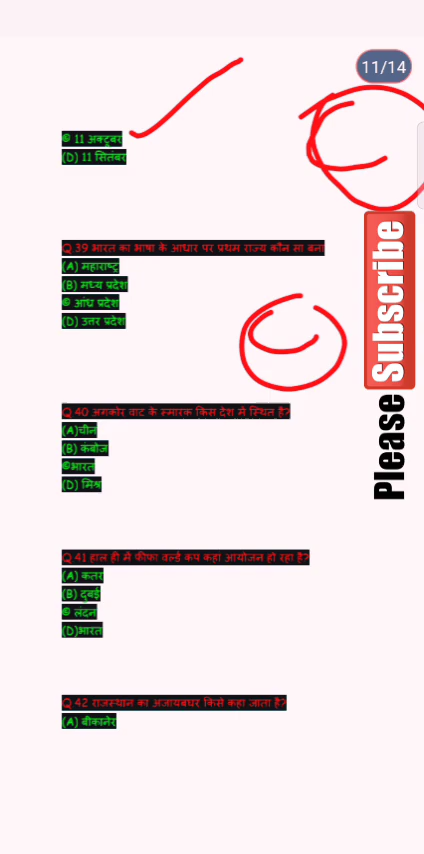 11/14
© 11 अक्टूबर
(D) 11 सितंबर
Q 39 भारत का भाषा के आधार पर प्रथम राज्य कौन सा बना
(A) महाराष्ट्र
(B) मध्य प्रदेश
© आंध्र प्रदेश
(D) उत्तर प्रदेश
C
Q 40 अंगकोर वाट के स्मारक किस देश में स्थित है?
(A)चीन
(B) कंबोज
©भारत
(D) मिश्र
Q 41 हाल ही में फीफा वर्ल्ड कप कहां आयोजन हो रहा है?
(A) कतर
(B) दुबई
© लंदन
(D)भारत
Q 42 राजस्थान का अजायबघर किसे कहा जाता है?
(A) बीकानेर
C
Please Subscribe